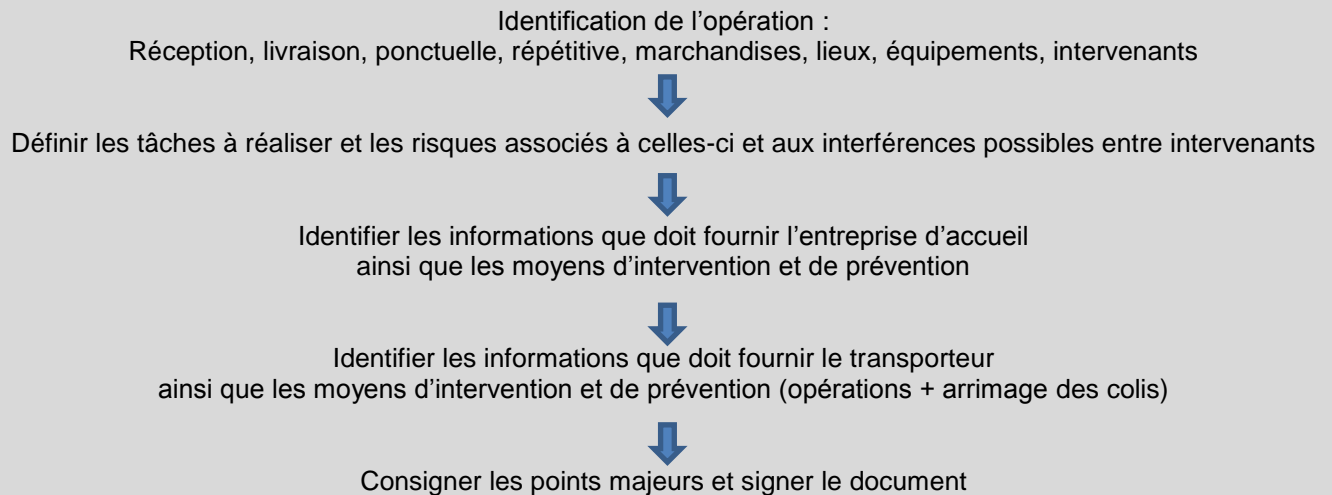 Identification de l’opération :
Réception, livraison, ponctuelle, répétitive, marchandises, lieux, équipements, intervenants
Définir les tâches à réaliser et les risques associés à celles-ci et aux interférences possibles entre intervenants
Identifier les informations que doit fournir l’entreprise d’accueil
ainsi que les moyens d’intervention et de prévention
Identifier les informations que doit fournir le transporteur
ainsi que les moyens d’intervention et de prévention (opérations + arrimage des colis)
Consigner les points majeurs et signer le document